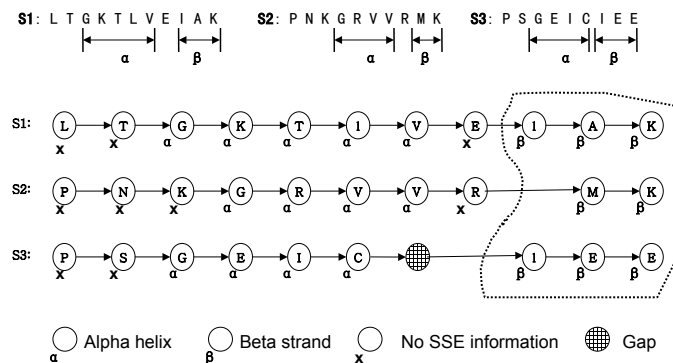 S1: L T G K T L V E I A K S2: P N K G R V V R M K S3: P S G E I C I E E
α β α β α β
S1: L T G K T l V E l A K
x x α α α α α x β β β
S2: P N K G R V V R M K
x x x α α α α x β β
S3: P S G E I C l E E
x x α α α α β β β
Alpha helix Beta strand No SSE information Gap
α β x